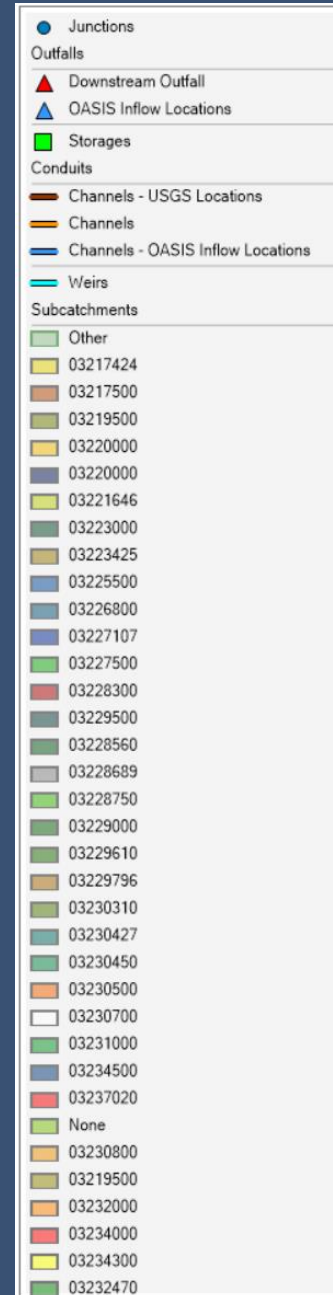 Junctions
Outfalls
Downstream Outfall
OASIS Inflow Locations
Storages
Conduits
Channels - USGS Locations
Channels
Channels - OASIS Inflow Locations
Weirs
Subcatchments
Other
03217424
03217500
03219500
03220000
03220000
03221646
03223000
03223425
03225500
03226800
03227107
03227500
03228300
03229500
03228560
03228689
03228750
03229000
03229610
03229796
03230310
03230427
03230450
03230500
03230700
03231000
03234500
03237020
None
03230800
03219500
03232000
03234000
03234300
03232470